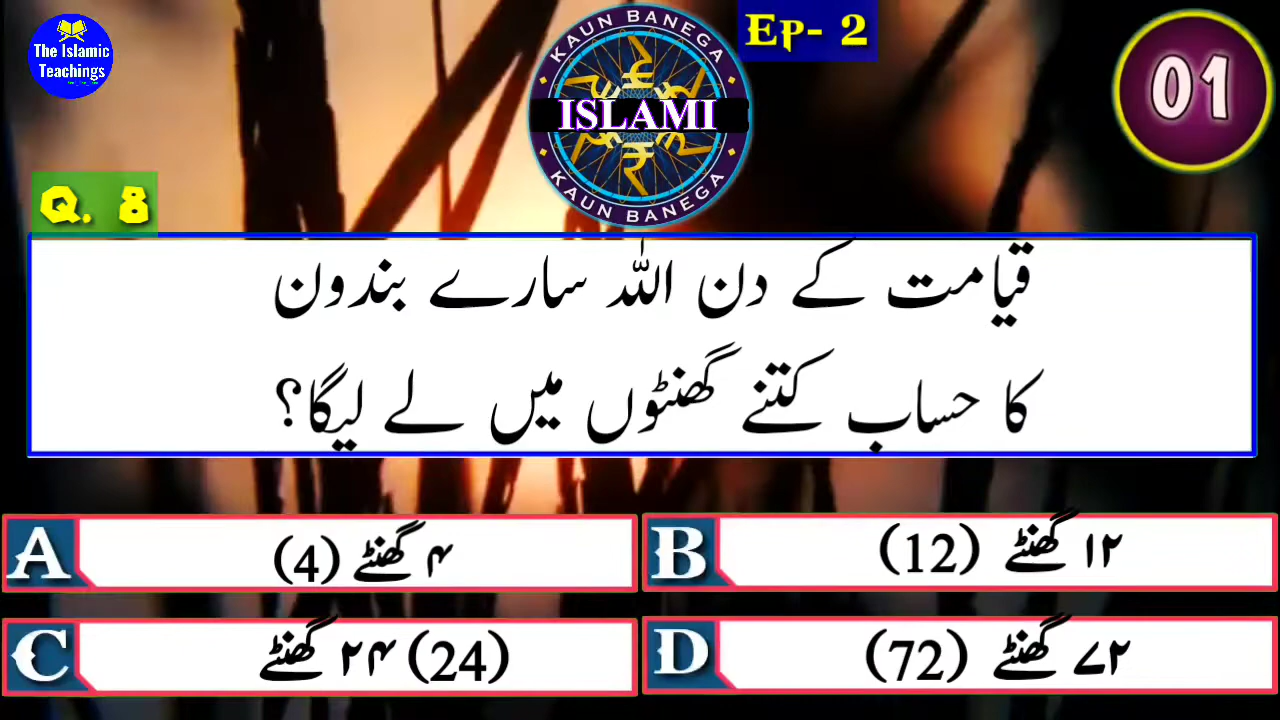 The Islamic
Teachings
KAUN BANEGA
ISLAMI
KAUN BANEGA
Ep- 2
01
Q. 8
قیامت کے دن اللہ سارے بندون
کا حساب کتنے گھنٹوں میں لے لیگا؟
A
۴ گھنٹے (4)
B
۱۲ گھنٹے (12)
C
(24) ۲۴ گھنٹے
D
۷۲ گھنٹے (72)